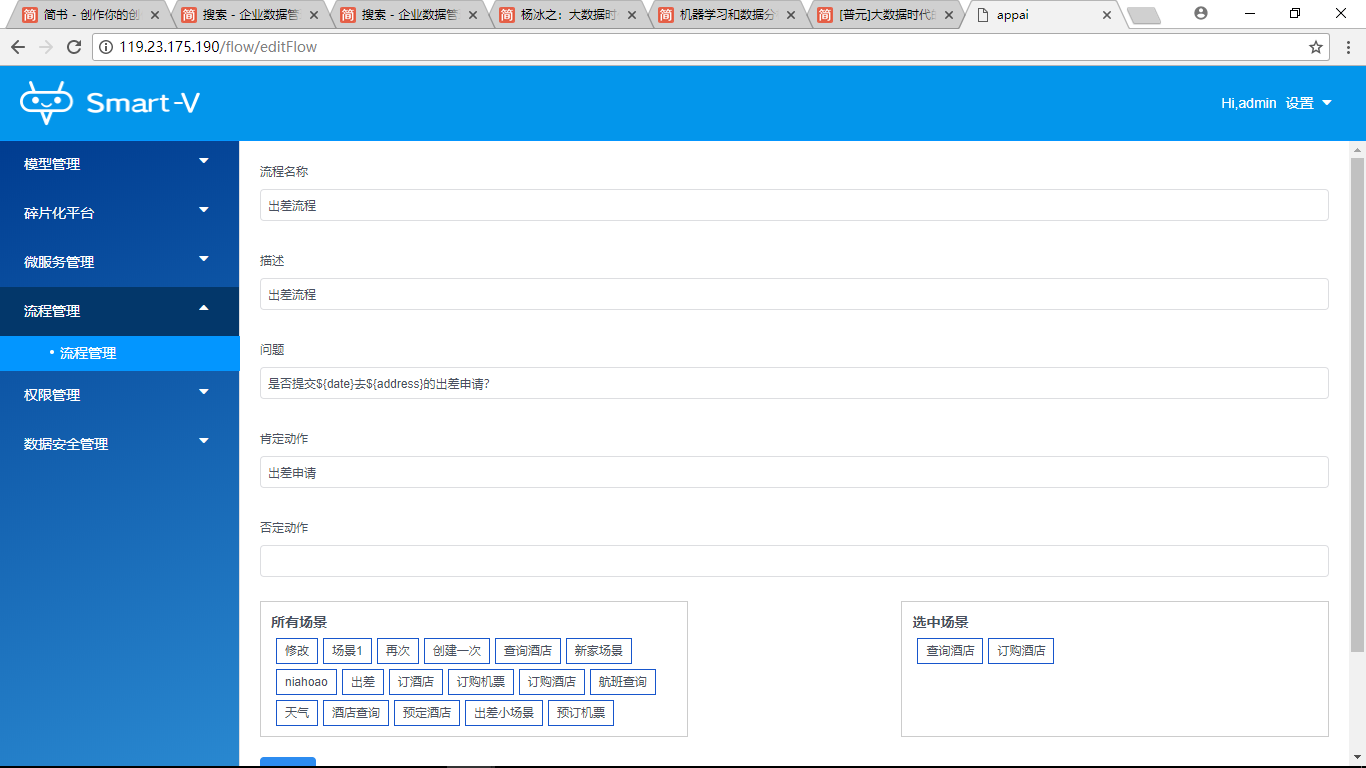 简书 - 创作你的创 搜索 - 企业数据管 搜索 - 企业数据管 杨冰之：大数据时 机器学习和数据分 [普元]大数据时代的 appai
119.23.175.190/flow/editFlow
Smart-V
Hi,admin 设置
模型管理
碎片化平台
微服务管理
流程管理
• 流程管理
权限管理
数据安全管理
流程名称
出差流程
描述
出差流程
问题
是否提交${date}去${address}的出差申请?
肯定动作
出差申请
否定动作
所有场景
修改 场景1 再次 创建一次 查询酒店 新家场景
niahoao 出差 订酒店 订购机票 订购酒店 航班查询
天气 酒店查询 预定酒店 出差小场景 预订机票
选中场景
查询酒店 订购酒店